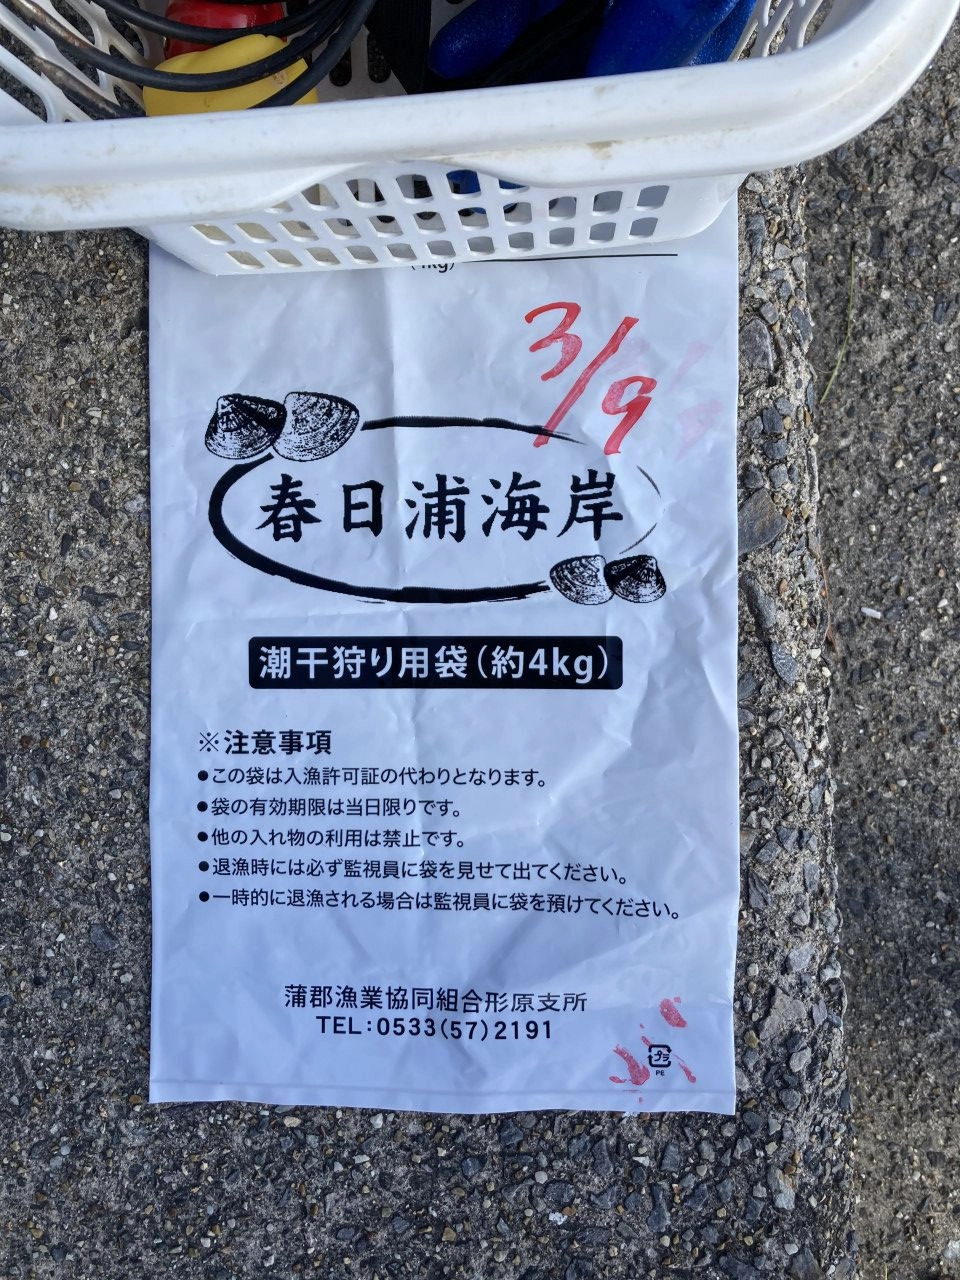 (4kg)
3/9
春日浦海岸
潮干狩り用袋(約4kg)
※注意事項
●この袋は入漁許可証の代わりとなります。
●袋の有効期限は当日限りです。
●他の入れ物の利用は禁止です。
●退漁時には必ず監視員に袋を見せて出てください。
●一時的に退漁される場合は監視員に袋を預けてください。
蒲郡漁業協同組合形原支所
TEL:0533(57)2191
プラ
PE